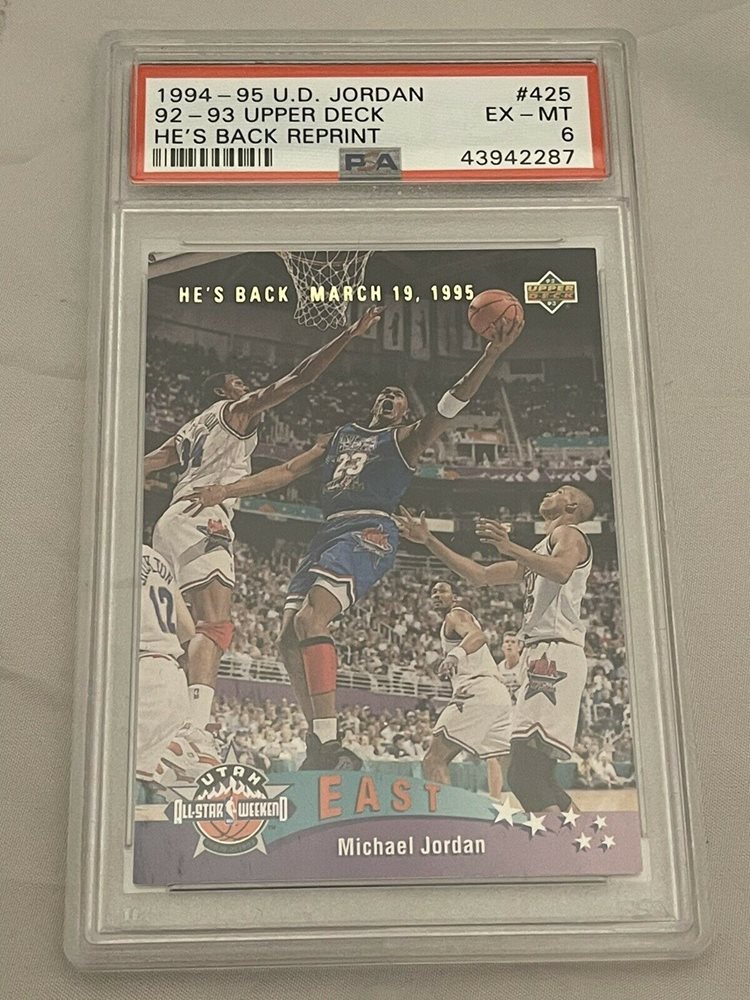 1994-95 U.D. JORDAN #425
92-93 UPPER DECK EX-MT
HE'S BACK REPRINT 6
PSA 43942287
HE'S BACK MARCH 19, 1995
UPPER
DECK
23
12
UTAH
ALL-STAR WEEKEND
EAST
Michael Jordan